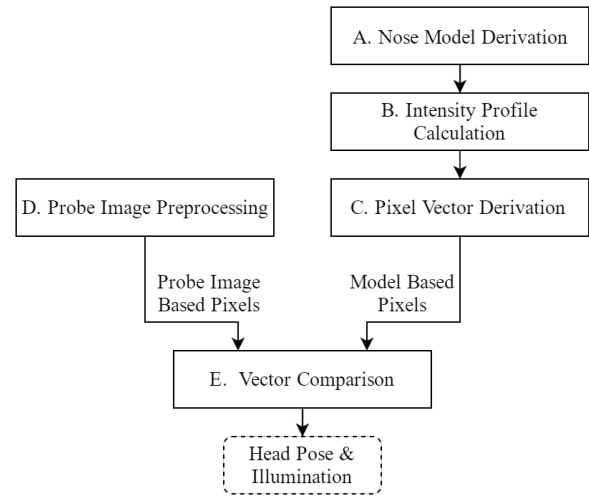 A. Nose Model Derivation
B. Intensity Profile
Calculation
D. Probe Image Preprocessing
C. Pixel Vector Derivation
Probe Image
Based Pixels
Model Based
Pixels
E. Vector Comparison
Head Pose &
Illumination